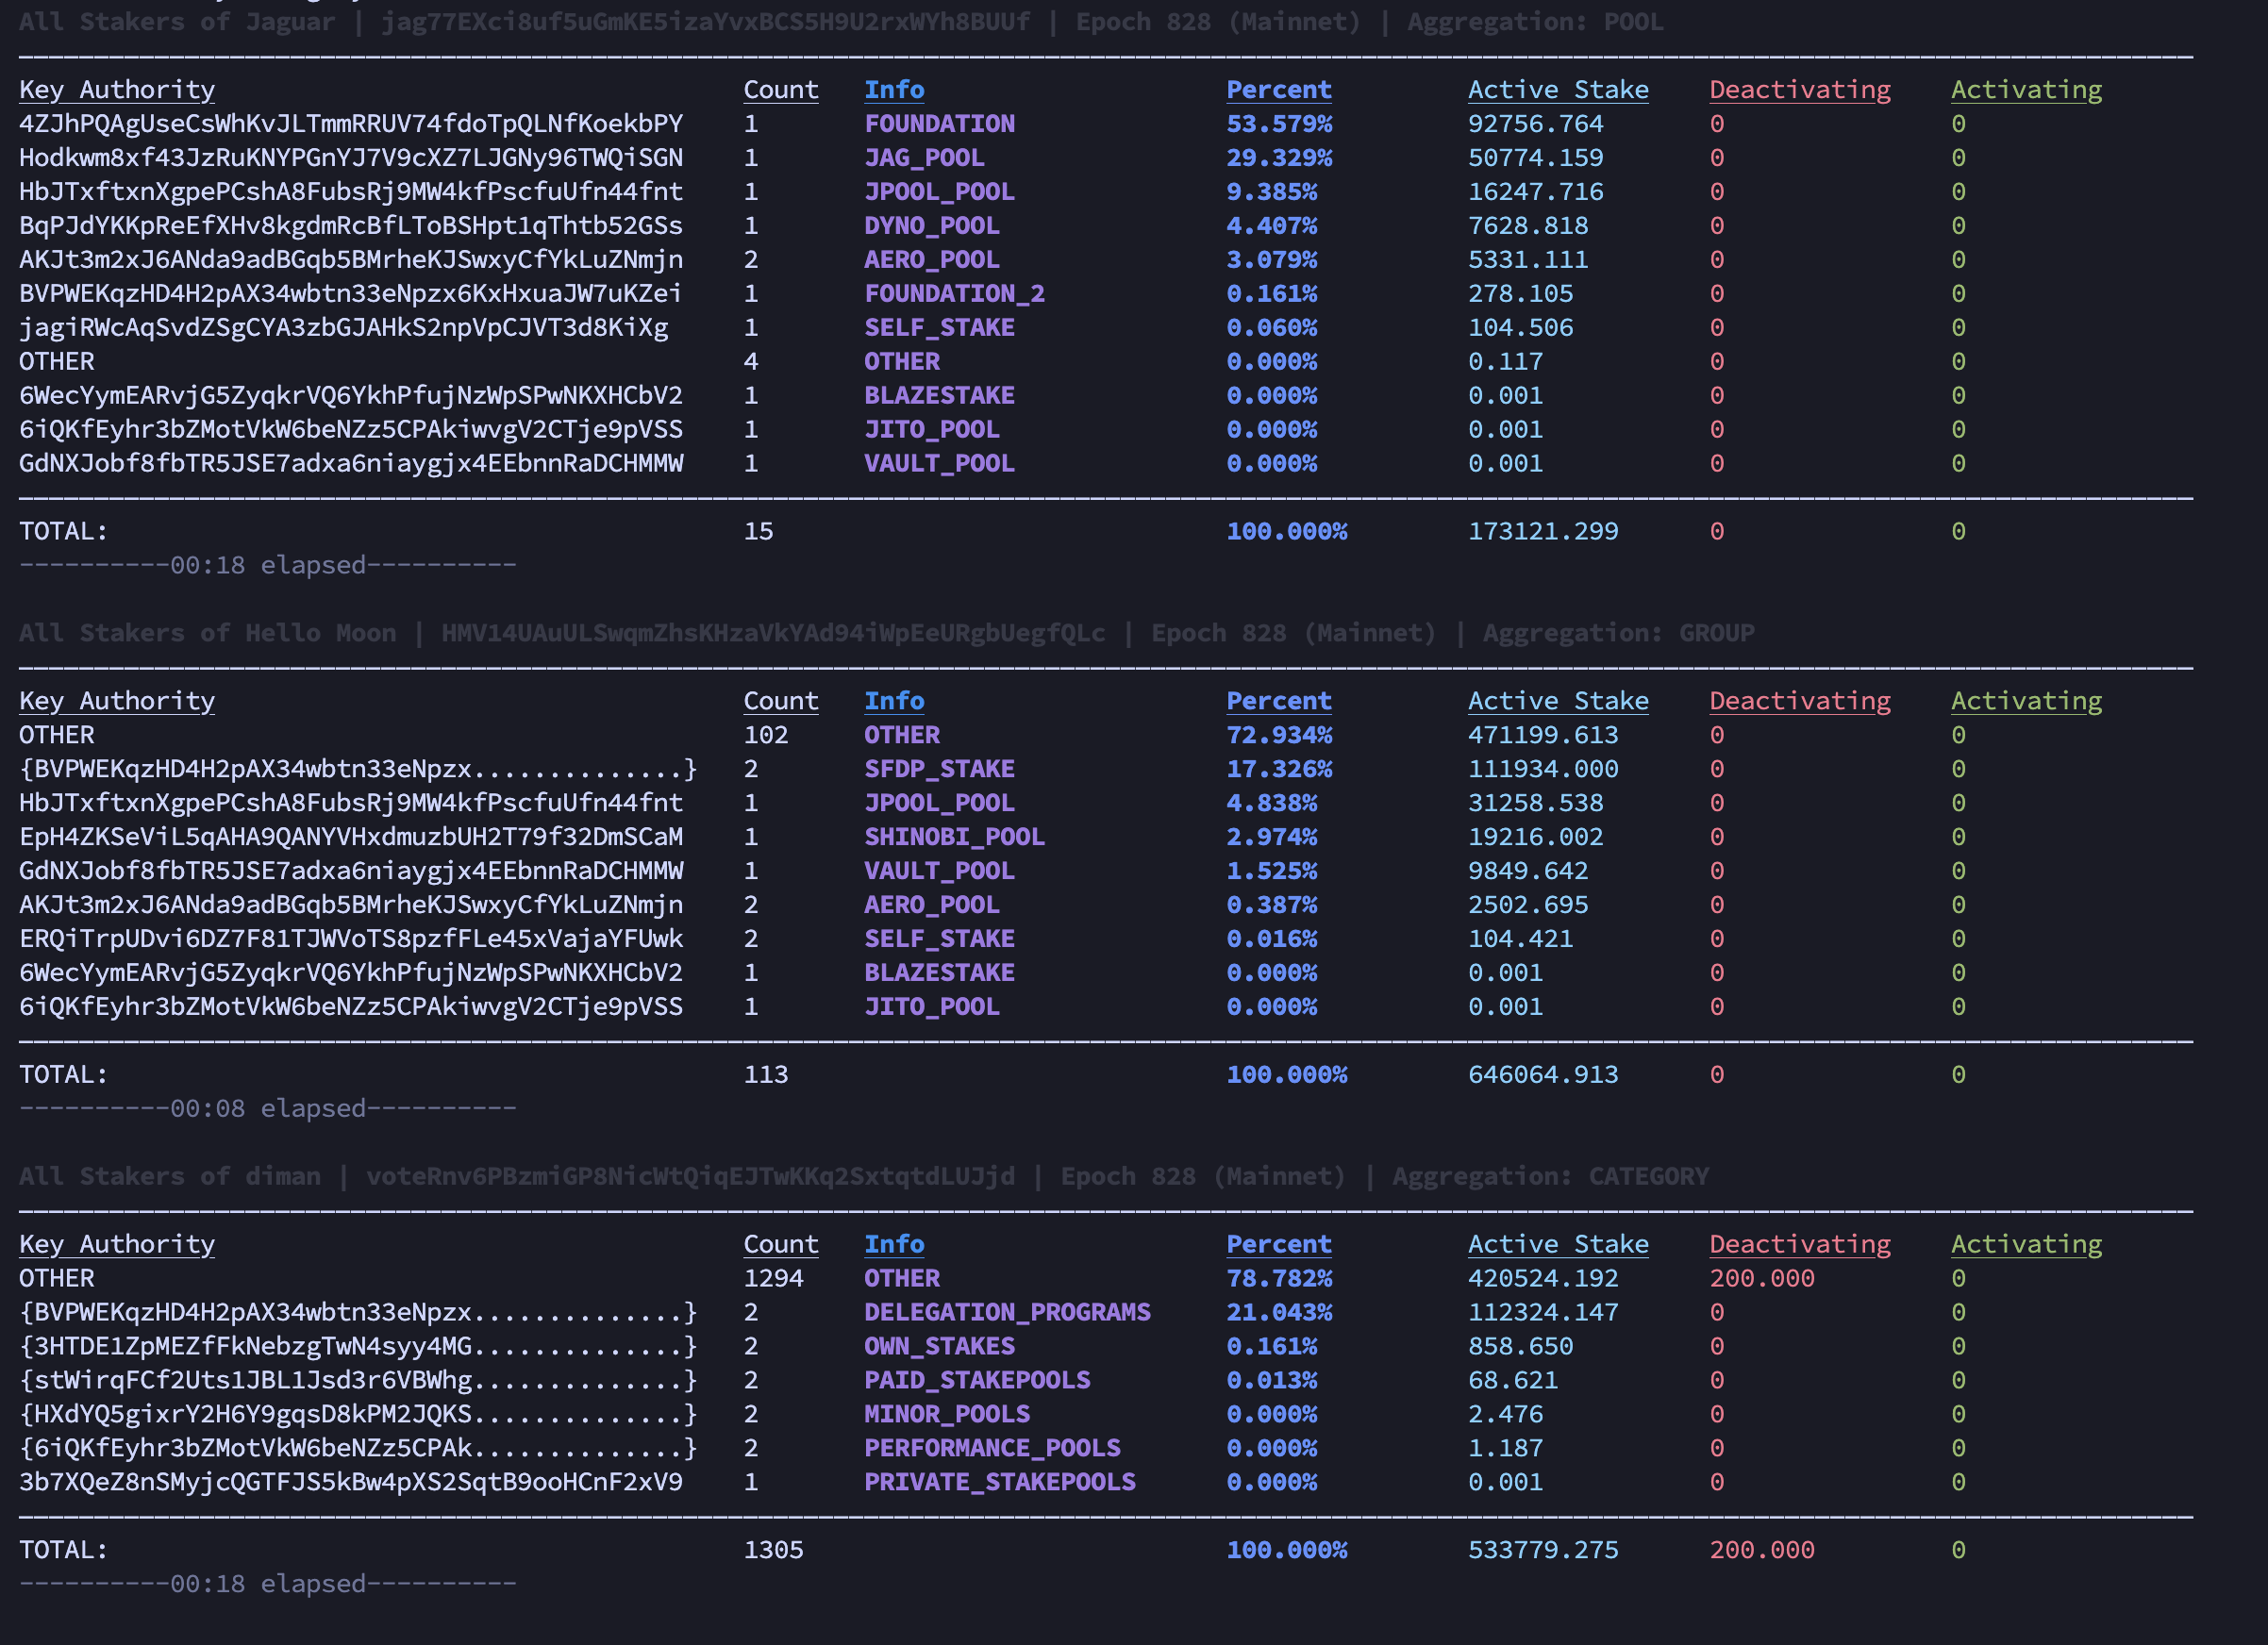 All Stakers of Jaguar | jag77EXci8uf5uGmKE5izaYvxBCS5H9U2rxWYh8BUUf | Epoch 828 (Mainnet) | Aggregation: POOL
Key Authority Count Info Percent Active Stake Deactivating Activating
4ZJhPQAgUseCsWhKvJLTmmRRUV74fdoTpQLNfKoekbPY 1 FOUNDATION 53.579% 92756.764 0 0
Hodkwm8xf43JzRuKNYPGnYJ7V9cXZ7LJGNy96TWQiSGN 1 JAG_POOL 29.329% 50774.159 0 0
HbJTxftxnXgpePCshA8FubsRj9MW4kfPscfuUfn44fnt 1 JPOOL_POOL 9.385% 16247.716 0 0
BqPJdYKKpReEfXHv8kgdmRcBfLToBSHpt1qThtb52GSs 1 DYNO_POOL 4.407% 7628.818 0 0
AKJt3m2xJ6ANda9adBGqb5BMrheKJSwxyCfYkLuZNmjn 2 AERO_POOL 3.079% 5331.111 0 0
BVPWEKqzHD4H2pAX34wbtn33eNpzx6KxHxuaJW7uKZei 1 FOUNDATION_2 0.161% 278.105 0 0
jagiRWcAqSvdZSgCYA3zbGJAHkS2npVpCJVT3d8KiXg 1 SELF_STAKE 0.060% 104.506 0 0
OTHER 4 OTHER 0.000% 0.117 0 0
6WecYymEARvjG5ZyqkrVQ6YkhPfujNzWpSPwNKXHCbV2 1 BLAZESTAKE 0.000% 0.001 0 0
6iQKfEyhr3bZMotVkW6beNZz5CPAkiwvgV2CTje9pVSS 1 JITO_POOL 0.000% 0.001 0 0
GdNXJobf8fbTR5JSE7adxa6niaygjx4EEbnnRaDCHMMW 1 VAULT_POOL 0.000% 0.001 0 0
TOTAL: 15 100.000% 173121.299 0 0
----------00:18 elapsed----------
All Stakers of Hello Moon | HMV14UAuULSwqmZhsKHzaVkYAd94iWpEeURgbUegfQLc | Epoch 828 (Mainnet) | Aggregation: GROUP
Key Authority Count Info Percent Active Stake Deactivating Activating
OTHER 102 OTHER 72.934% 471199.613 0 0
{BVPWEKqzHD4H2pAX34wbtn33eNpzx..............} 2 SFDP_STAKE 17.326% 111934.000 0 0
HbJTxftxnXgpePCshA8FubsRj9MW4kfPscfuUfn44fnt 1 JPOOL_POOL 4.838% 31258.538 0 0
EpH4ZKSeViL5qAHA9QANYVHxdmuzbUH2T79f32DmSCaM 1 SHINOBI_POOL 2.974% 19216.002 0 0
GdNXJobf8fbTR5JSE7adxa6niaygjx4EEbnnRaDCHMMW 1 VAULT_POOL 1.525% 9849.642 0 0
AKJt3m2xJ6ANda9adBGqb5BMrheKJSwxyCfYkLuZNmjn 2 AERO_POOL 0.387% 2502.695 0 0
ERQiTrpUDvi6DZ7F81TJWVoTS8pzfFLe45xVajaYFUwk 2 SELF_STAKE 0.016% 104.421 0 0
6WecYymEARvjG5ZyqkrVQ6YkhPfujNzWpSPwNKXHCbV2 1 BLAZESTAKE 0.000% 0.001 0 0
6iQKfEyhr3bZMotVkW6beNZz5CPAkiwvgV2CTje9pVSS 1 JITO_POOL 0.000% 0.001 0 0
TOTAL: 113 100.000% 646064.913 0 0
----------00:08 elapsed----------
All Stakers of diman | voteRnv6PBzmiGP8NicWtQiqEJTwKKq2SxtqtdLUJjd | Epoch 828 (Mainnet) | Aggregation: CATEGORY
Key Authority Count Info Percent Active Stake Deactivating Activating
OTHER 1294 OTHER 78.782% 420524.192 200.000 0
{BVPWEKqzHD4H2pAX34wbtn33eNpzx..............} 2 DELEGATION_PROGRAMS 21.043% 112324.147 0 0
{3HTDE1ZpMEZfFkNebzgTwN4syy4MG..............} 2 OWN_STAKES 0.161% 858.650 0 0
{stWirqFCf2Uts1JBL1Jsd3r6VBWhg..............} 2 PAID_STAKEPOOLS 0.013% 68.621 0 0
{HXdYQ5gixrY2H6Y9gqsD8kPM2JQKS..............} 2 MINOR_POOLS 0.000% 2.476 0 0
{6iQKfEyhr3bZMotVkW6beNZz5CPAk..............} 2 PERFORMANCE_POOLS 0.000% 1.187 0 0
3b7XQeZ8nSMyjcQGTFJS5kBw4pXS2SqtB9ooHCnF2xV9 1 PRIVATE_STAKEPOOLS 0.000% 0.001 0 0
TOTAL: 1305 100.000% 533779.275 200.000 0
----------00:18 elapsed----------